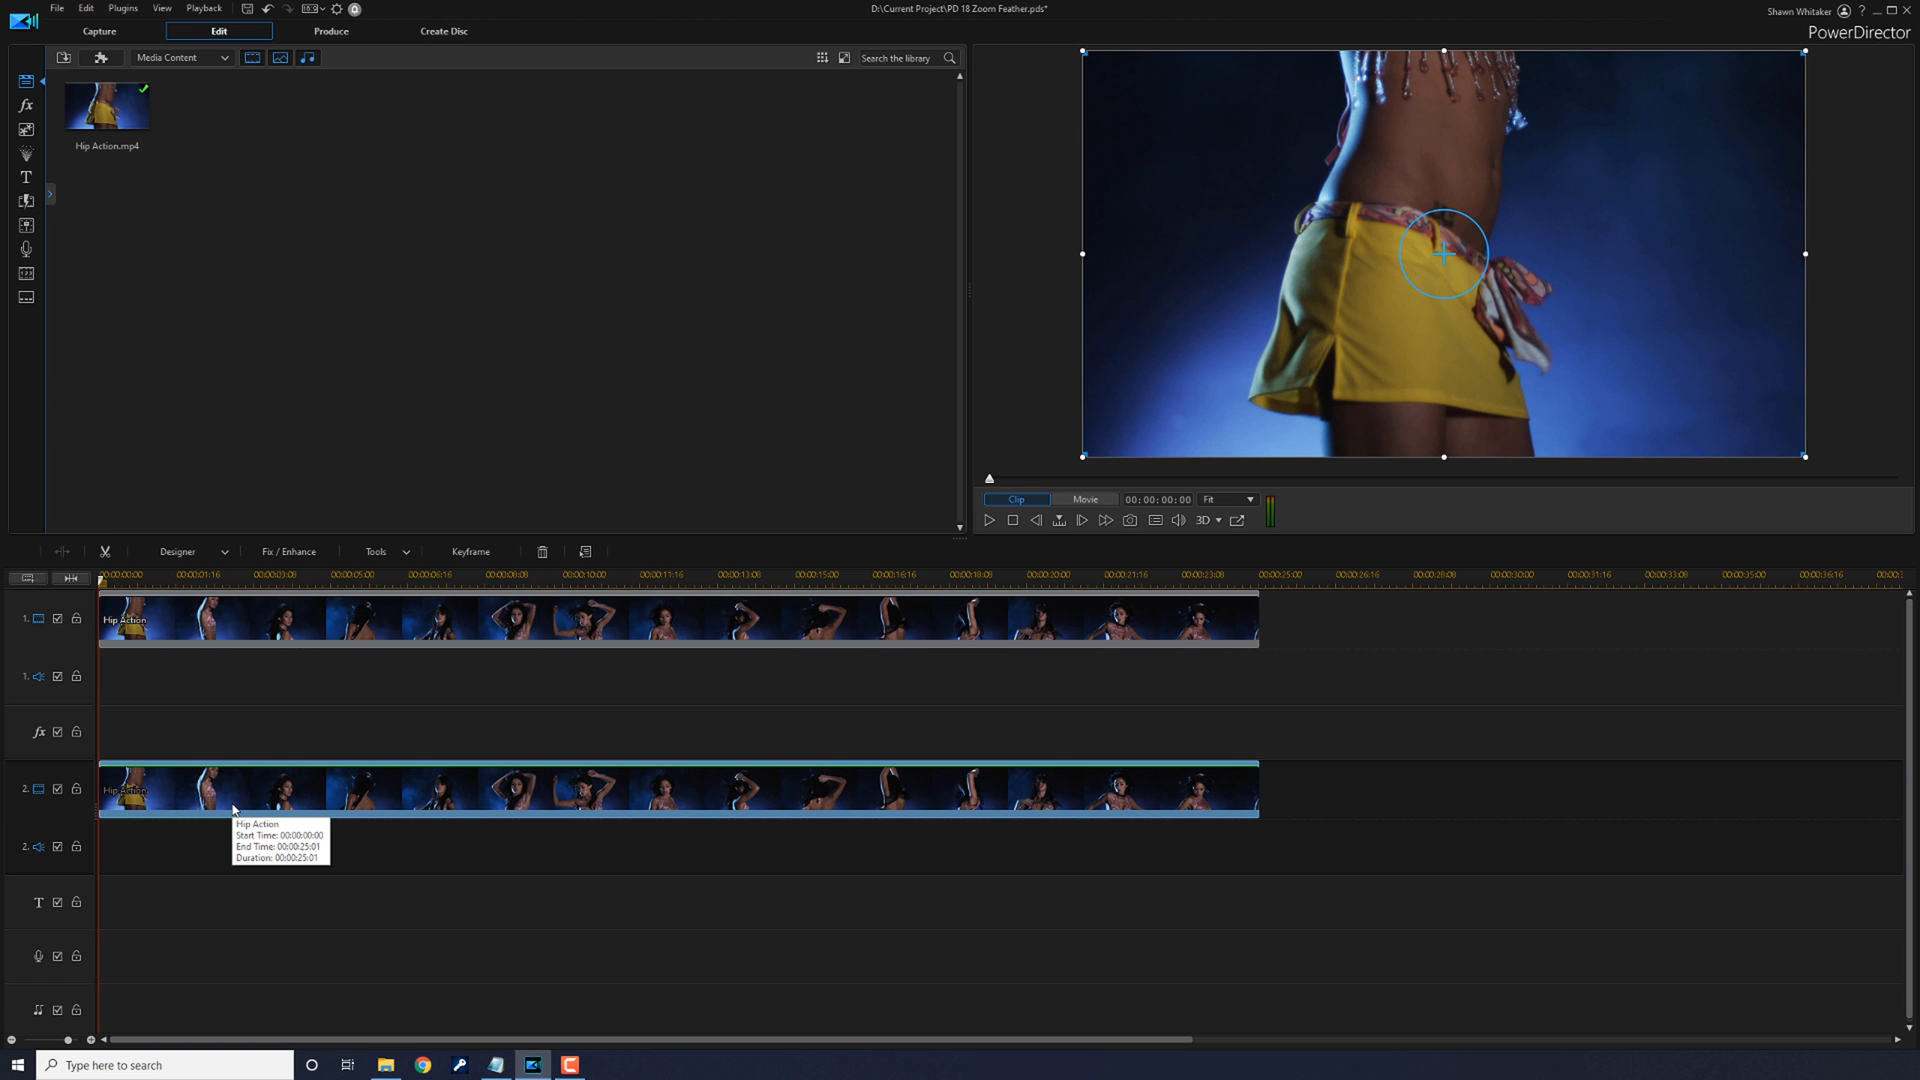 File Edit Plugins View Playback
D:\Current Project\PD 18 Zoom Feather.pds*
Shawn Whitaker ?
PowerDirector
Capture Edit Produce Create Disc
Media Content
Search the library
Hip Action.mp4
fx
T
Clip Movie 00:00:00:00 Fit
3D
Designer Fix / Enhance Tools Keyframe
00:00:00:00 00:00:01:16 00:00:03:08 00:00:05:00 00:00:06:16 00:00:08:08 00:00:10:00 00:00:11:16 00:00:13:08 00:00:15:00 00:00:16:16 00:00:18:08 00:00:20:00 00:00:21:16 00:00:23:08 00:00:25:00 00:00:26:16 00:00:28:08 00:00:30:00 00:00:31:16 00:00:33:08 00:00:35:00 00:00:36:16
1. Hip Action
1.
fx
2. Hip Action
Hip Action
Start Time: 00:00:00:00
End Time: 00:00:25:01
Duration: 00:00:25:01
2.
T
Type here to search